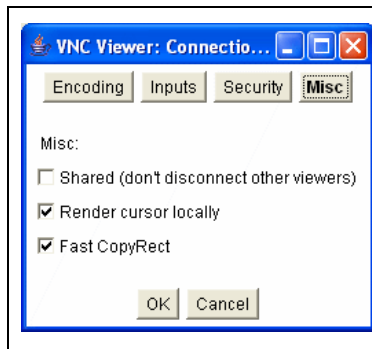 VNC Viewer: Connectio...
Encoding Inputs Security Misc
Misc:
Shared (don't disconnect other viewers)
Render cursor locally
Fast CopyRect
OK Cancel